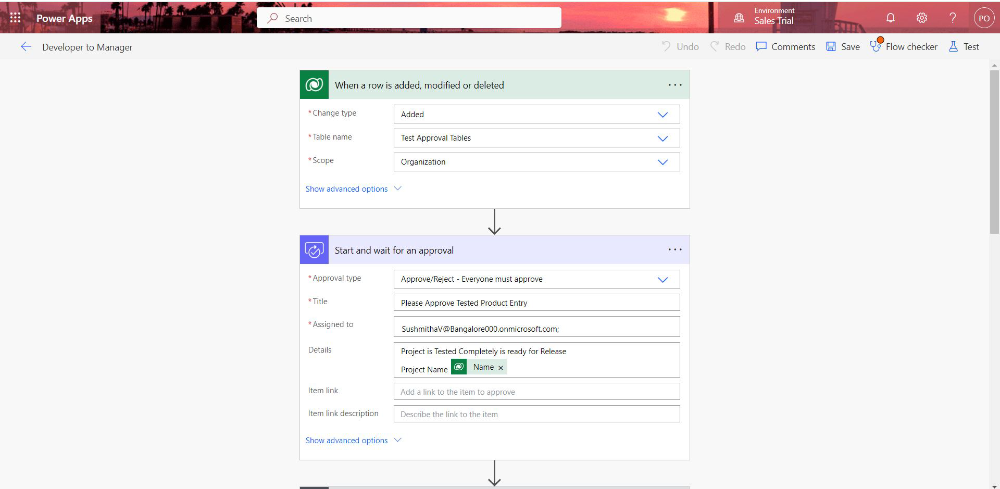 Power Apps
Search
Environment
Sales Trial
PO
Developer to Manager
Undo
Redo
Comments
Save
Flow checker
Test
When a row is added, modified or deleted
* Change type
Added
* Table name
Test Approval Tables
* Scope
Organization
Show advanced options
Start and wait for an approval
* Approval type
Approve/Reject - Everyone must approve
* Title
Please Approve Tested Product Entry
* Assigned to
SushmithaV@Bangalore000.onmicrosoft.com;
Details
Project is Tested Completely is ready for Release
Project Name Name ×
Item link
Add a link to the item to approve
Item link description
Describe the link to the item
Show advanced options